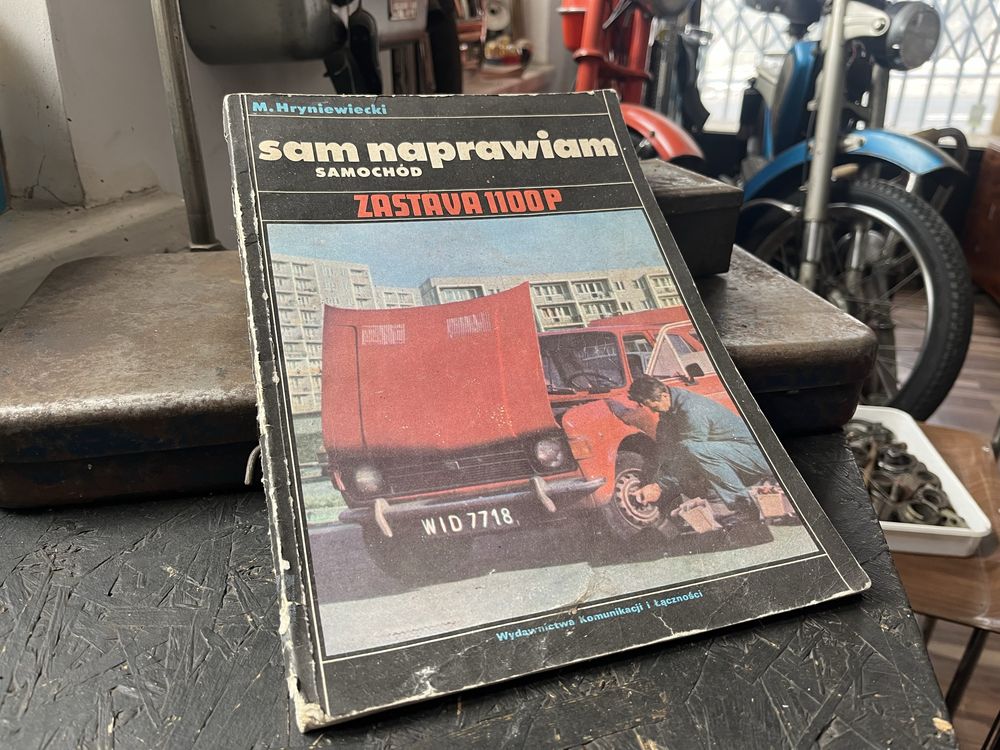 M. Hryniewiecki
sam naprawiam
SAMOCHÓD
ZASTAVA 1100P
WID 7718
Wydawnictwa Komunikacji i Łączności